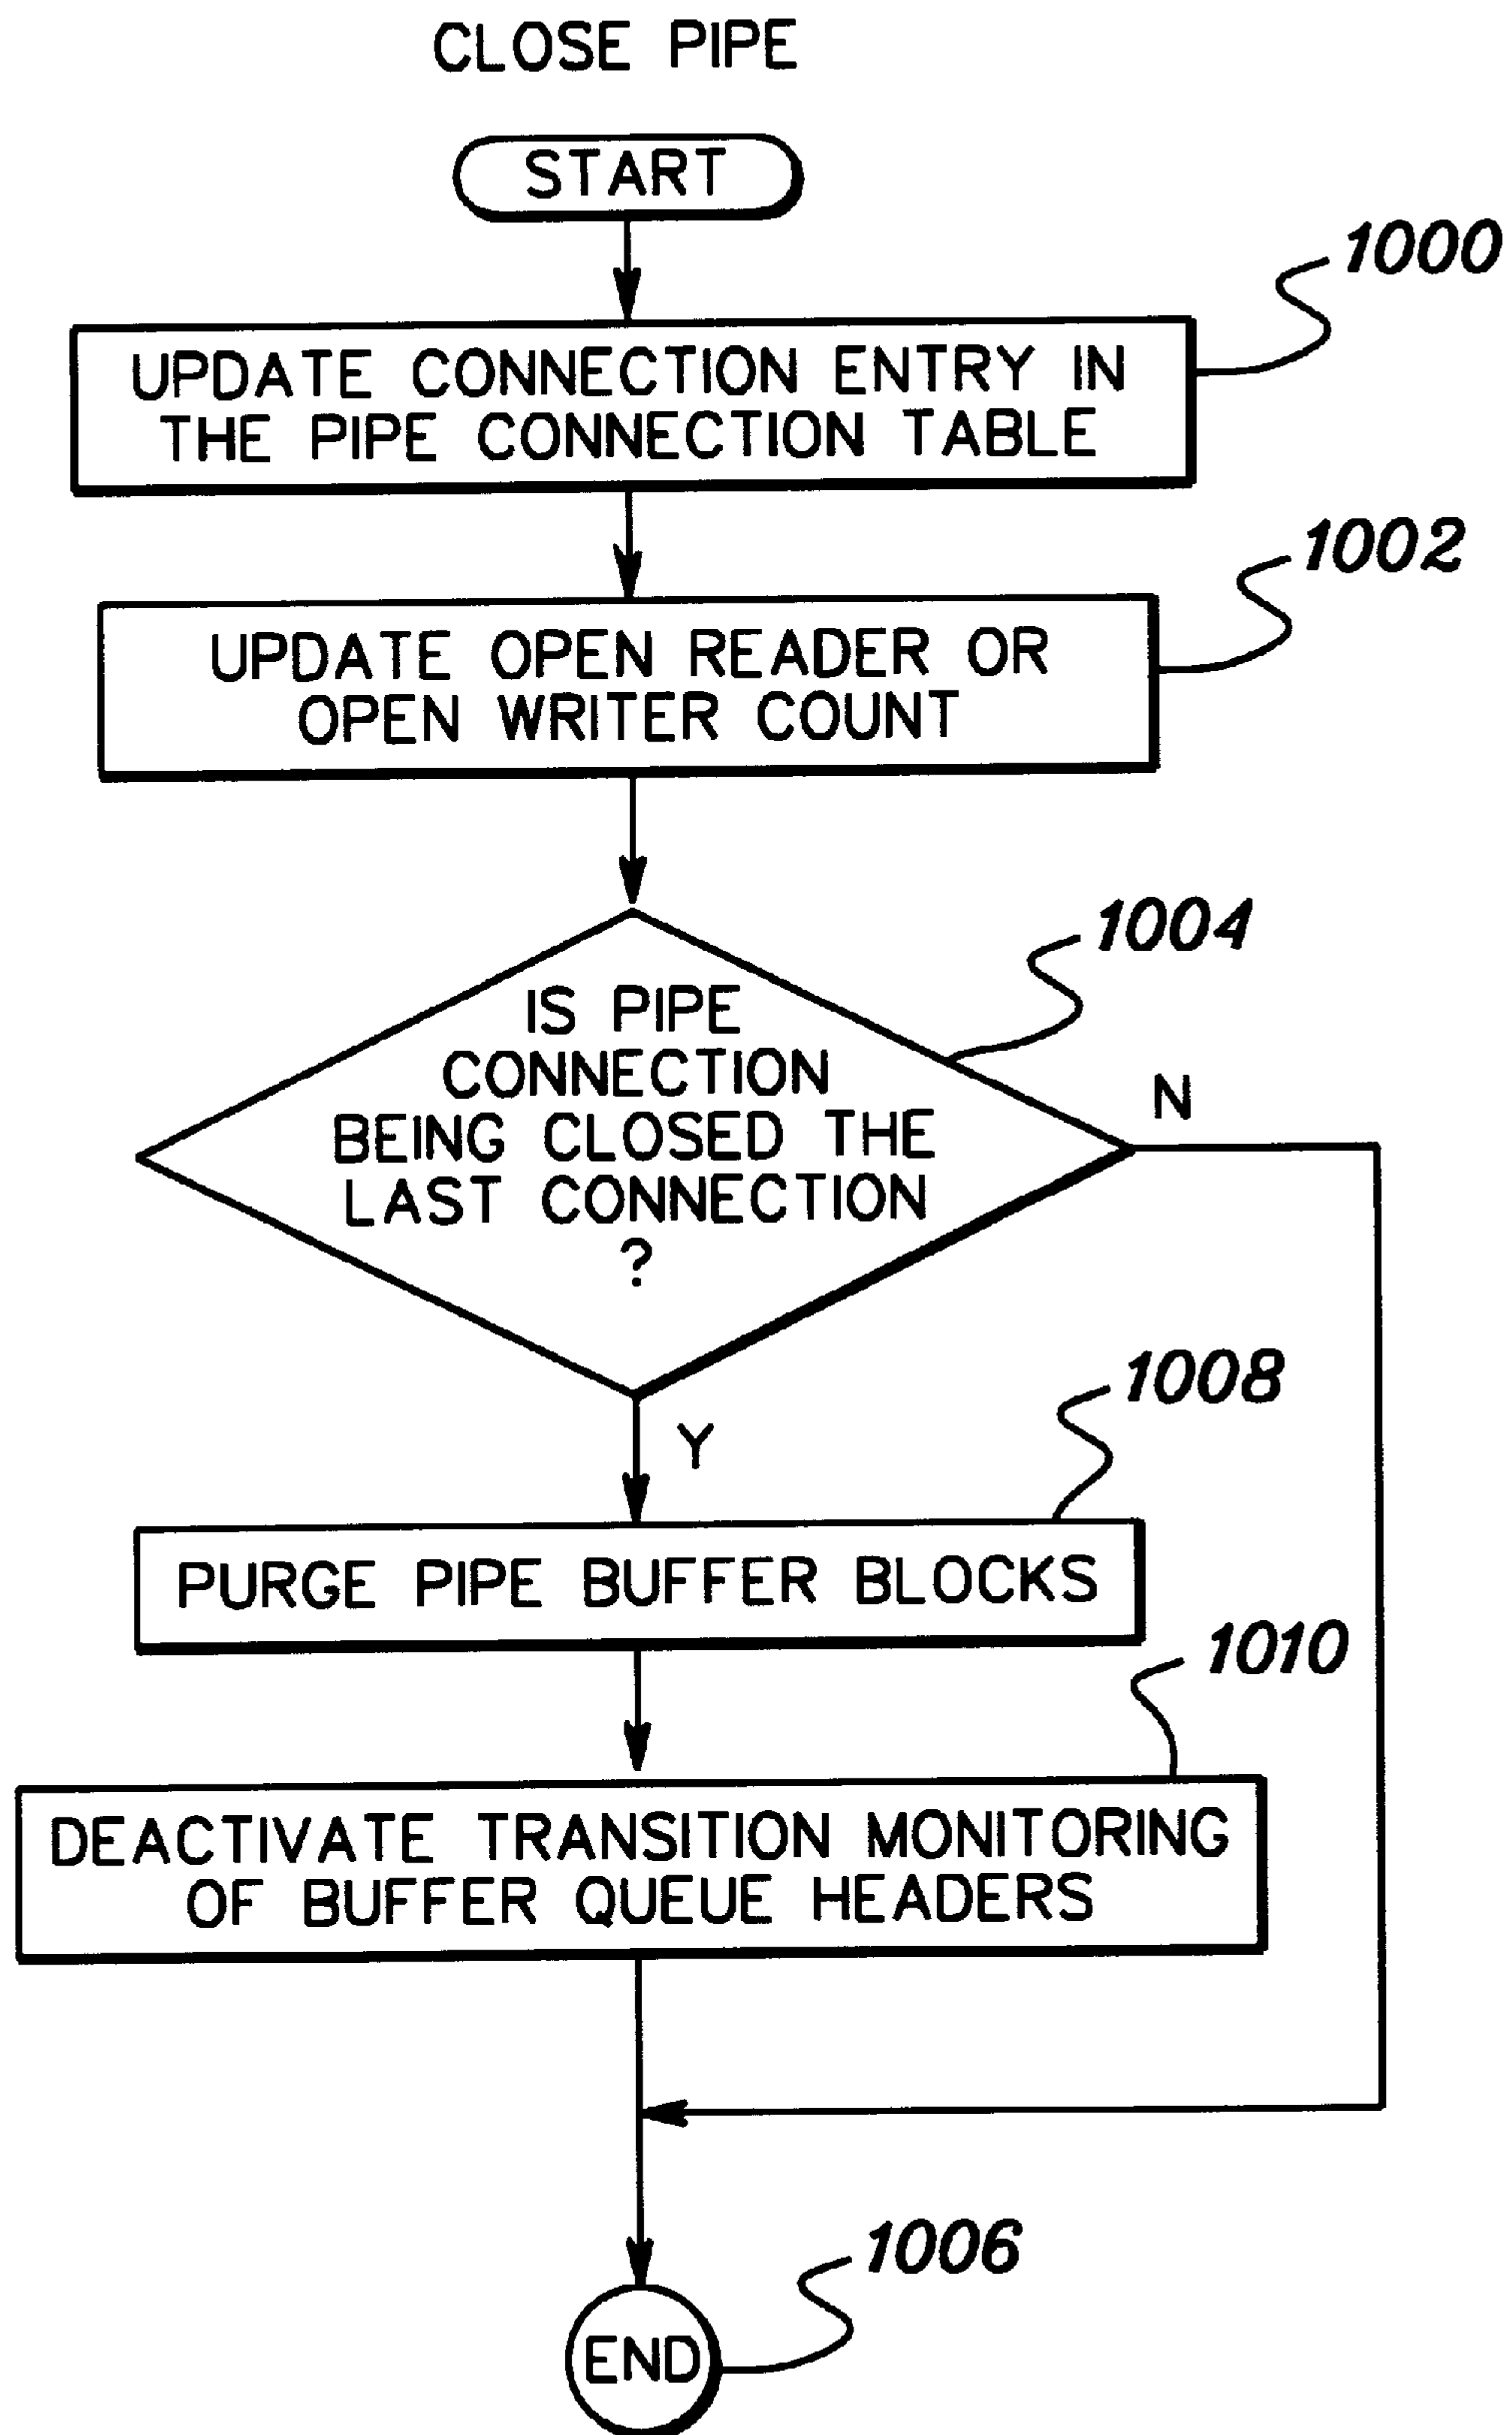 CLOSE PIPE
START
1000
UPDATE CONNECTION ENTRY IN
THE PIPE CONNECTION TABLE
1002
UPDATE OPEN READER OR
OPEN WRITER COUNT
1004
IS PIPE
CONNECTION
BEING CLOSED THE
LAST CONNECTION
?
N
Y
1008
PURGE PIPE BUFFER BLOCKS
1010
DEACTIVATE TRANSITION MONITORING
OF BUFFER QUEUE HEADERS
1006
END